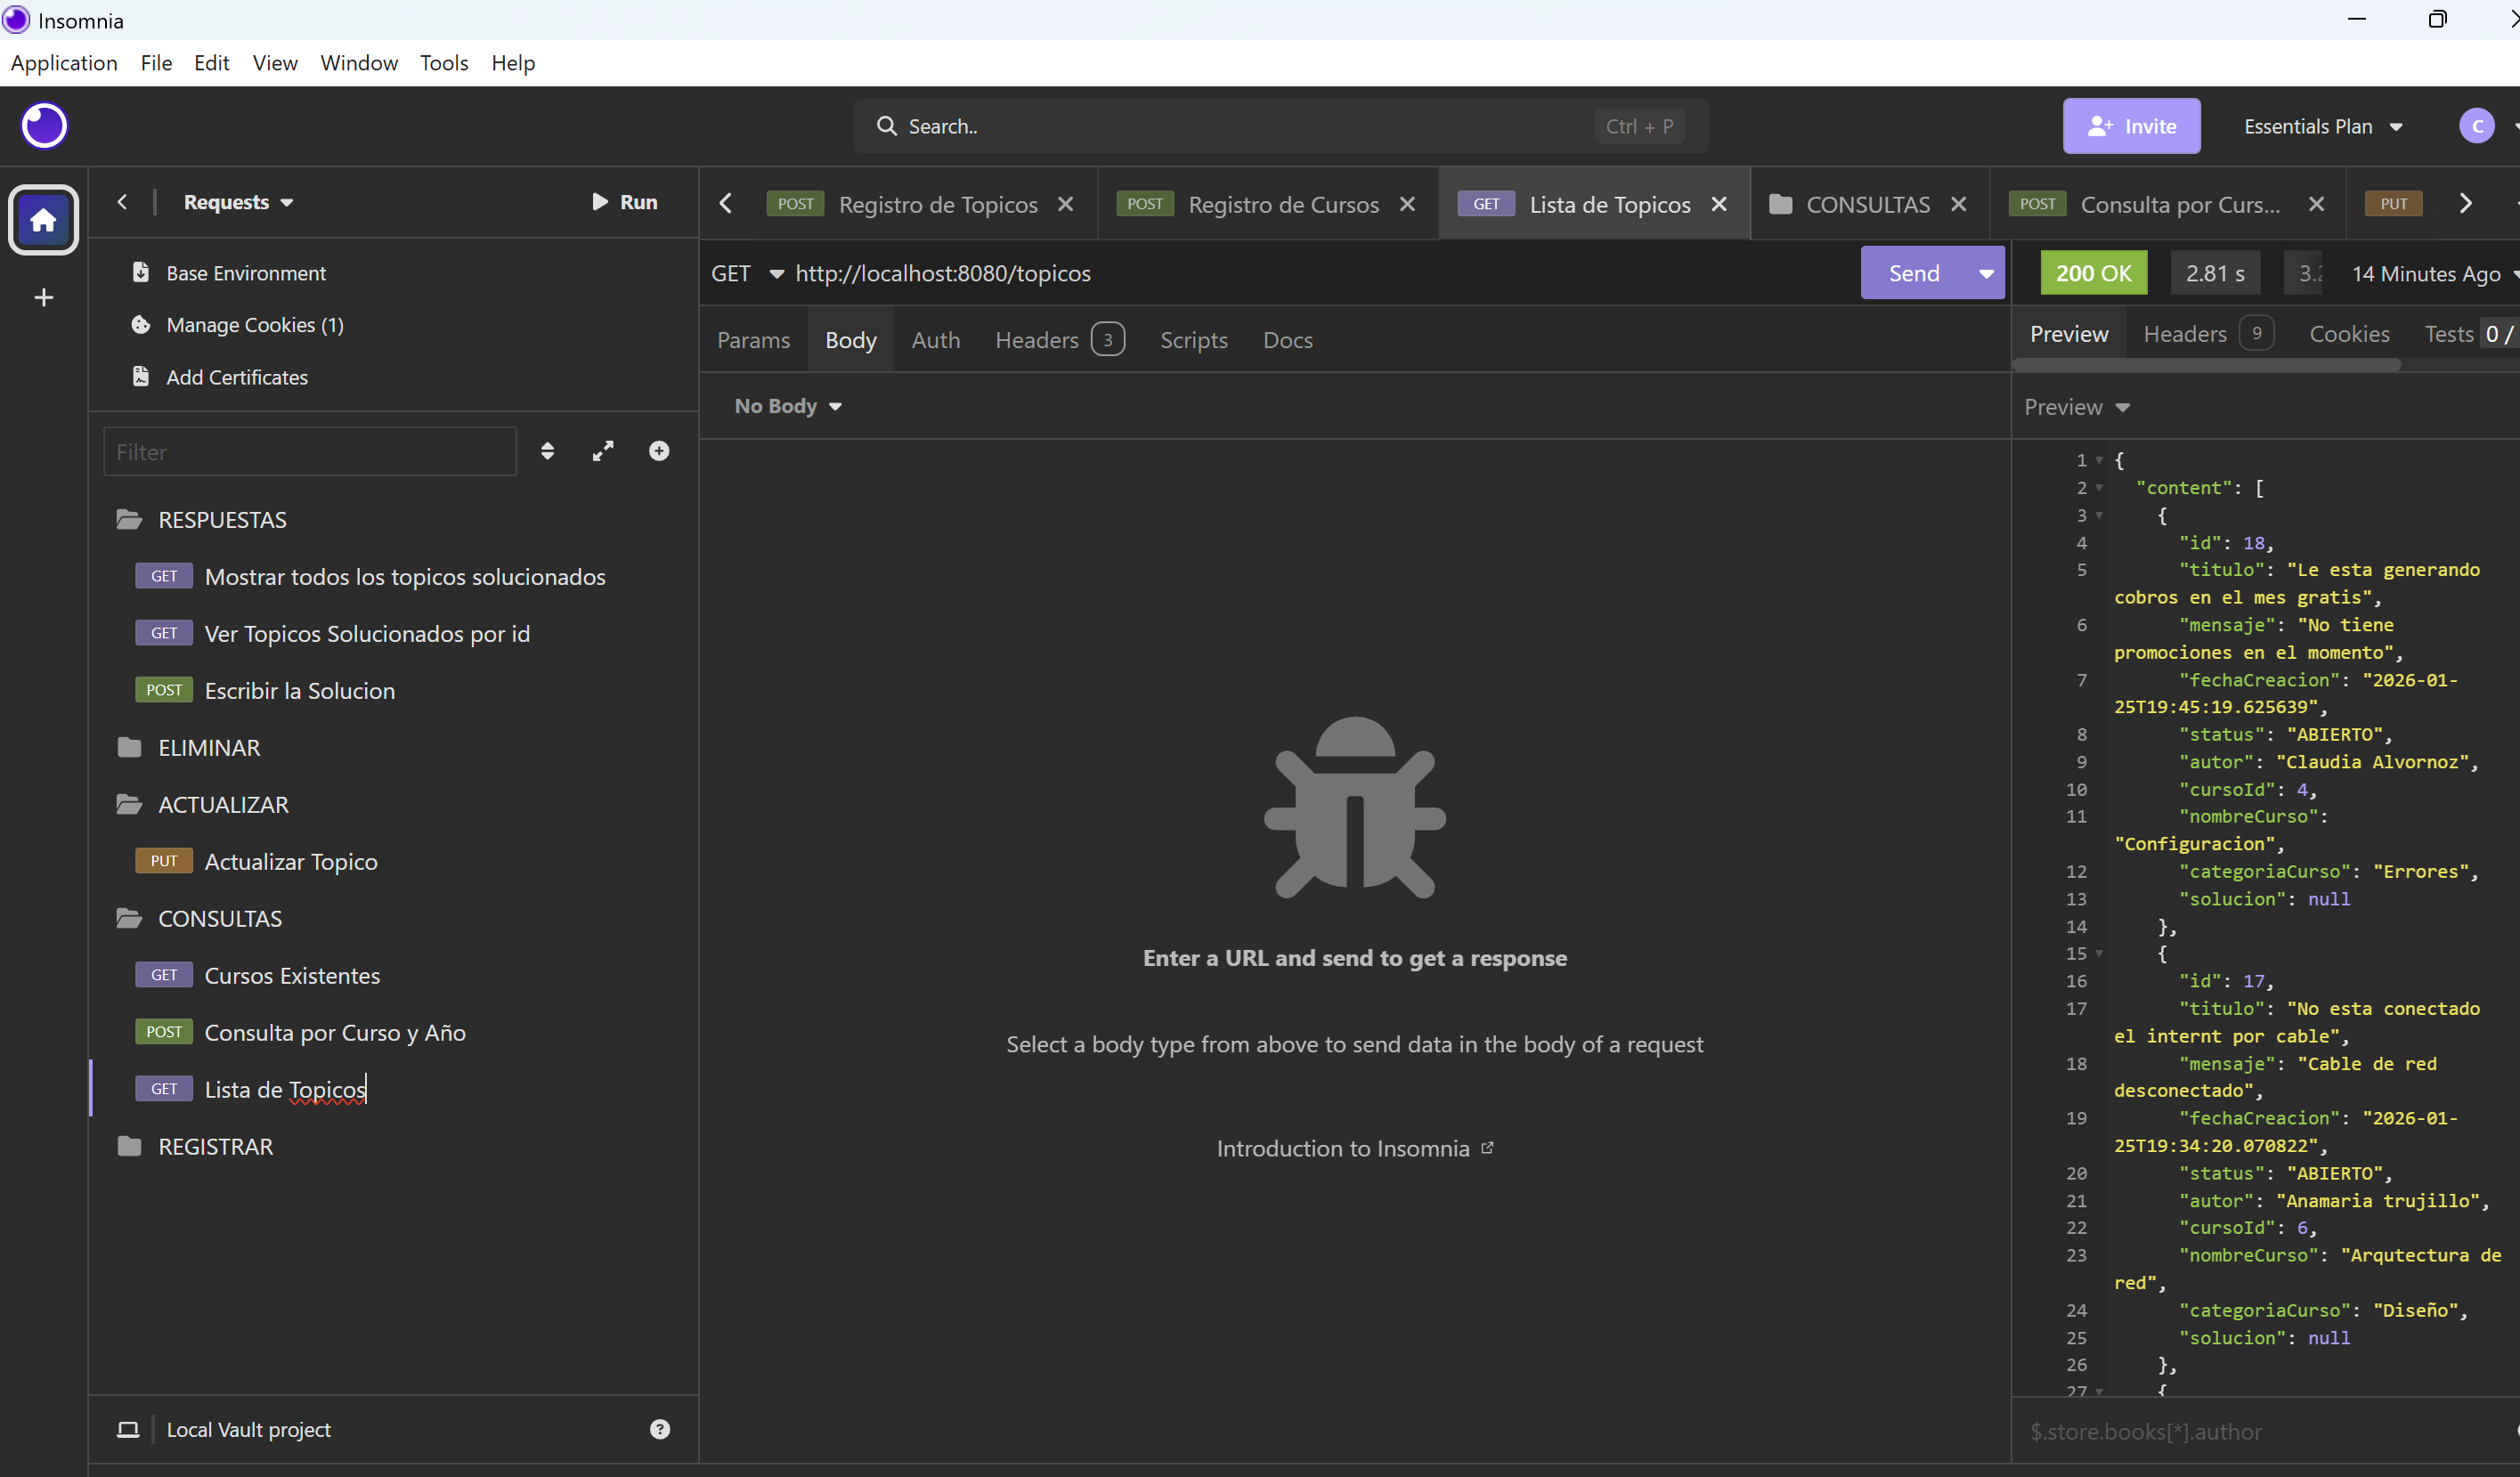 Insomnia
Application File Edit View Window Tools Help
Search.. Ctrl + P Invite Essentials Plan C
Requests Run
POST Registro de Topicos POST Registro de Cursos GET Lista de Topicos CONSULTAS POST Consulta por Curs... PUT
Base Environment
Manage Cookies (1)
Add Certificates
Filter
RESPUESTAS
GET Mostrar todos los topicos solucionados
GET Ver Topicos Solucionados por id
POST Escribir la Solucion
ELIMINAR
ACTUALIZAR
PUT Actualizar Topico
CONSULTAS
GET Cursos Existentes
POST Consulta por Curso y Año
GET Lista de Topicos
REGISTRAR
Local Vault project
GET http://localhost:8080/topicos Send
Params Body Auth Headers 3 Scripts Docs
No Body
Enter a URL and send to get a response
Select a body type from above to send data in the body of a request
Introduction to Insomnia
200 OK 2.81 s 14 Minutes Ago
Preview Headers 9 Cookies Tests 0 /
Preview
1 {
2 "content": [
3 {
4 "id": 18,
5 "titulo": "Le esta generando
cobros en el mes gratis",
6 "mensaje": "No tiene
promociones en el momento",
7 "fechaCreacion": "2026-01-
25T19:45:19.625639",
8 "status": "ABIERTO",
9 "autor": "Claudia Alvornoz",
10 "cursoId": 4,
11 "nombreCurso":
"Configuracion",
12 "categoriaCurso": "Errores",
13 "solucion": null
14 },
15 {
16 "id": 17,
17 "titulo": "No esta conectado
el internt por cable",
18 "mensaje": "Cable de red
desconectado",
19 "fechaCreacion": "2026-01-
25T19:34:20.070822",
20 "status": "ABIERTO",
21 "autor": "Anamaria trujillo",
22 "cursoId": 6,
23 "nombreCurso": "Arqutectura de
red",
24 "categoriaCurso": "Diseño",
25 "solucion": null
26 },
27 {
$.store.books[*].author